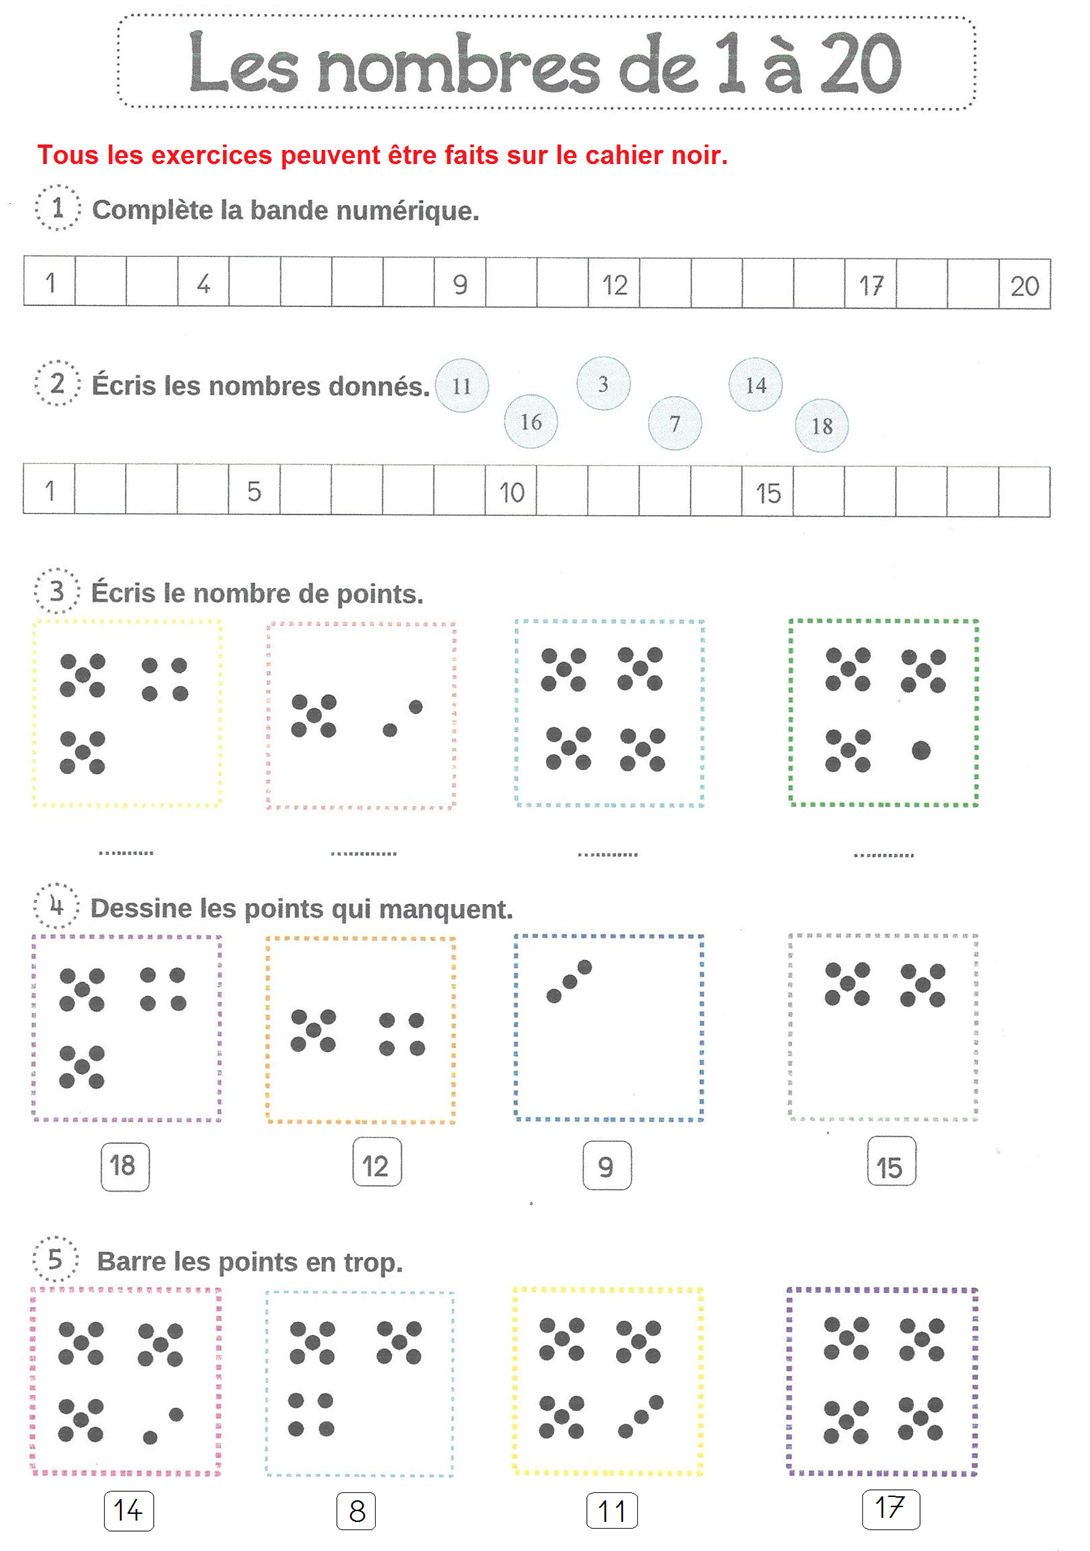 Les nombres de 1 à 20
Tous les exercices peuvent être faits sur le cahier noir.
1 Complète la bande numérique.
1 4 9 12 17 20
2 Écris les nombres donnés. 11 16 3 7 14 18
1 5 10 15
3 Écris le nombre de points.
.......... ........... .......... ..........
4 Dessine les points qui manquent.
18 12 9 15
5 Barre les points en trop.
14 8 11 17